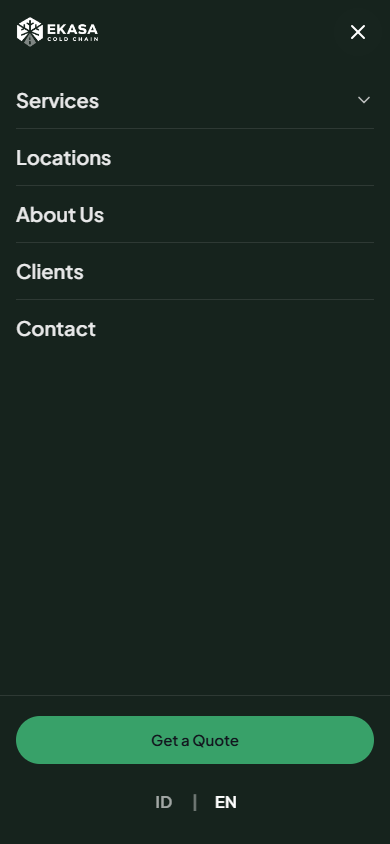 EKASA
COLD CHAIN
Services
Locations
About Us
Clients
Contact
Get a Quote
ID | EN